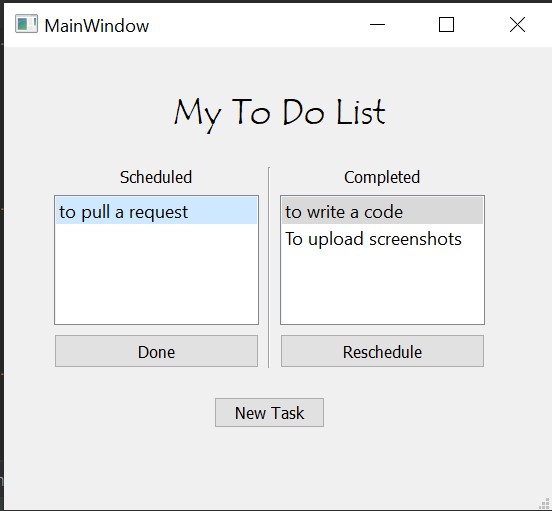 MainWindow
My To Do List
Scheduled
Completed
to pull a request
to write a code
To upload screenshots
Done
Reschedule
New Task